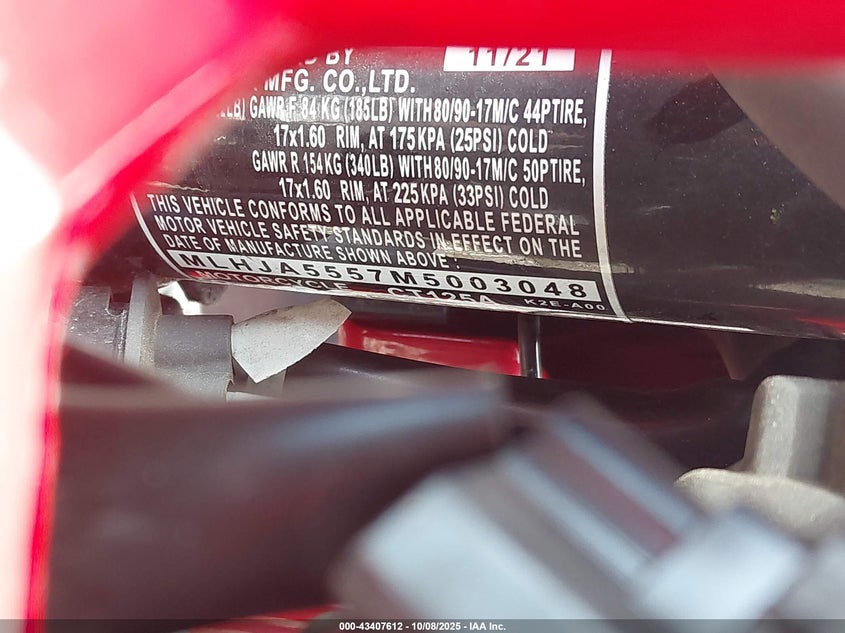 BY 11/21
MFG. CO.,LTD.
LB) GAWR F 84 KG (185LB) WITH 80/90-17M/C 44P TIRE,
17x1.60 RIM, AT 175 KPA (25PSI) COLD
GAWR R 154 KG (340LB) WITH 80/90-17M/C 50P TIRE,
17x1.60 RIM, AT 225 KPA (33PSI) COLD
THIS VEHICLE CONFORMS TO ALL APPLICABLE FEDERAL
MOTOR VEHICLE SAFETY STANDARDS IN EFFECT ON THE
DATE OF MANUFACTURE SHOWN ABOVE :
MLHJA5557M5003048
MOTORCYCLE CT125A K2E-A00
000-43407612 - 10/08/2025 - IAA Inc.